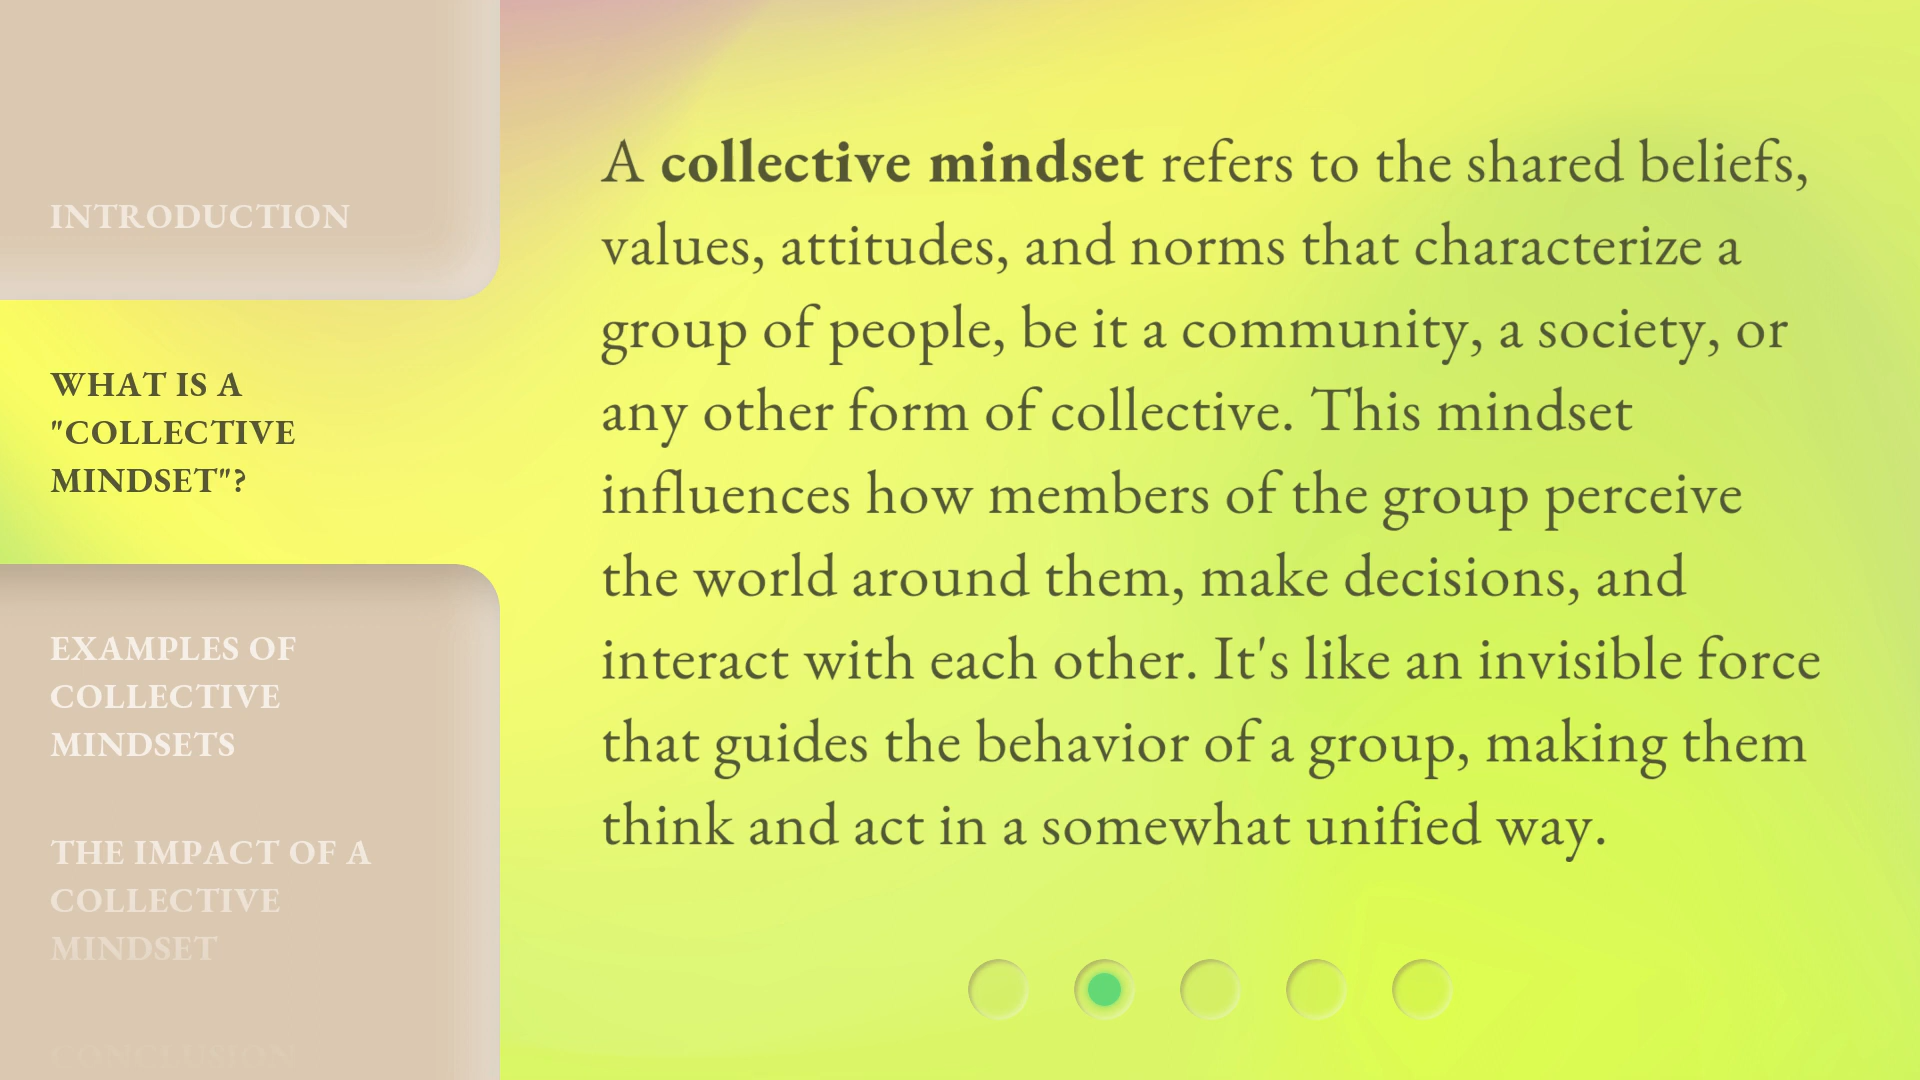 INTRODUCTION
WHAT IS A
"COLLECTIVE
MINDSET"?
EXAMPLES OF
COLLECTIVE
MINDSETS
THE IMPACT OF A
COLLECTIVE
MINDSET
CONCLUSION
A collective mindset refers to the shared beliefs,
values, attitudes, and norms that characterize a
group of people, be it a community, a society, or
any other form of collective. This mindset
influences how members of the group perceive
the world around them, make decisions, and
interact with each other. It's like an invisible force
that guides the behavior of a group, making them
think and act in a somewhat unified way.